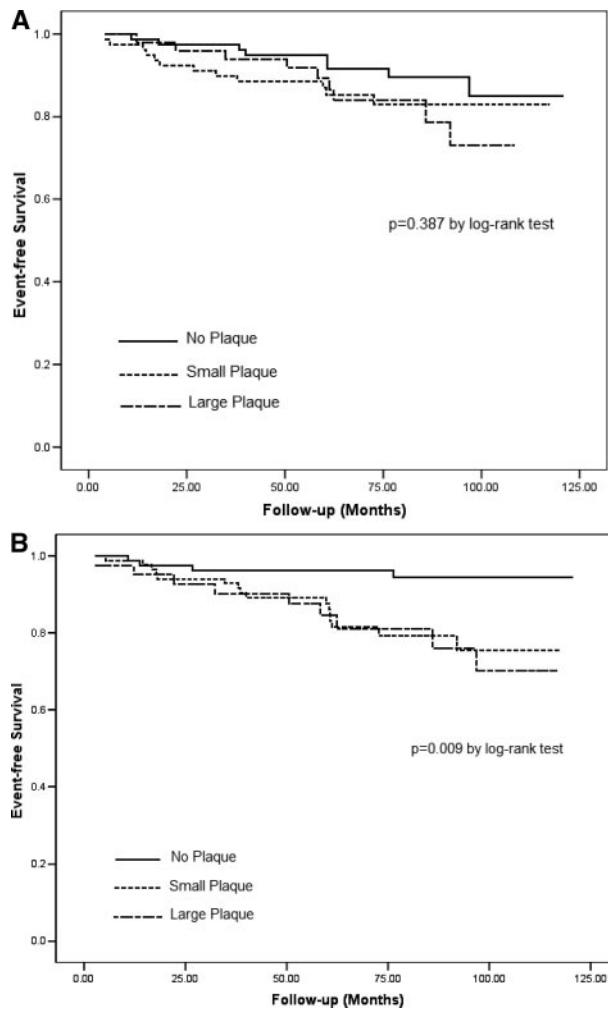 A
1.0
0.8
0.6
0.4
0.2
0.0
Event-free Survival
p=0.387 by log-rank test
No Plaque
Small Plaque
Large Plaque
0.00 25.00 50.00 75.00 100.00 125.00
Follow-up (Months)
B
1.0
0.8
0.6
0.4
0.2
0.0
Event-free Survival
p=0.009 by log-rank test
No Plaque
Small Plaque
Large Plaque
0.00 25.00 50.00 75.00 100.00 125.00
Follow-up (Months)